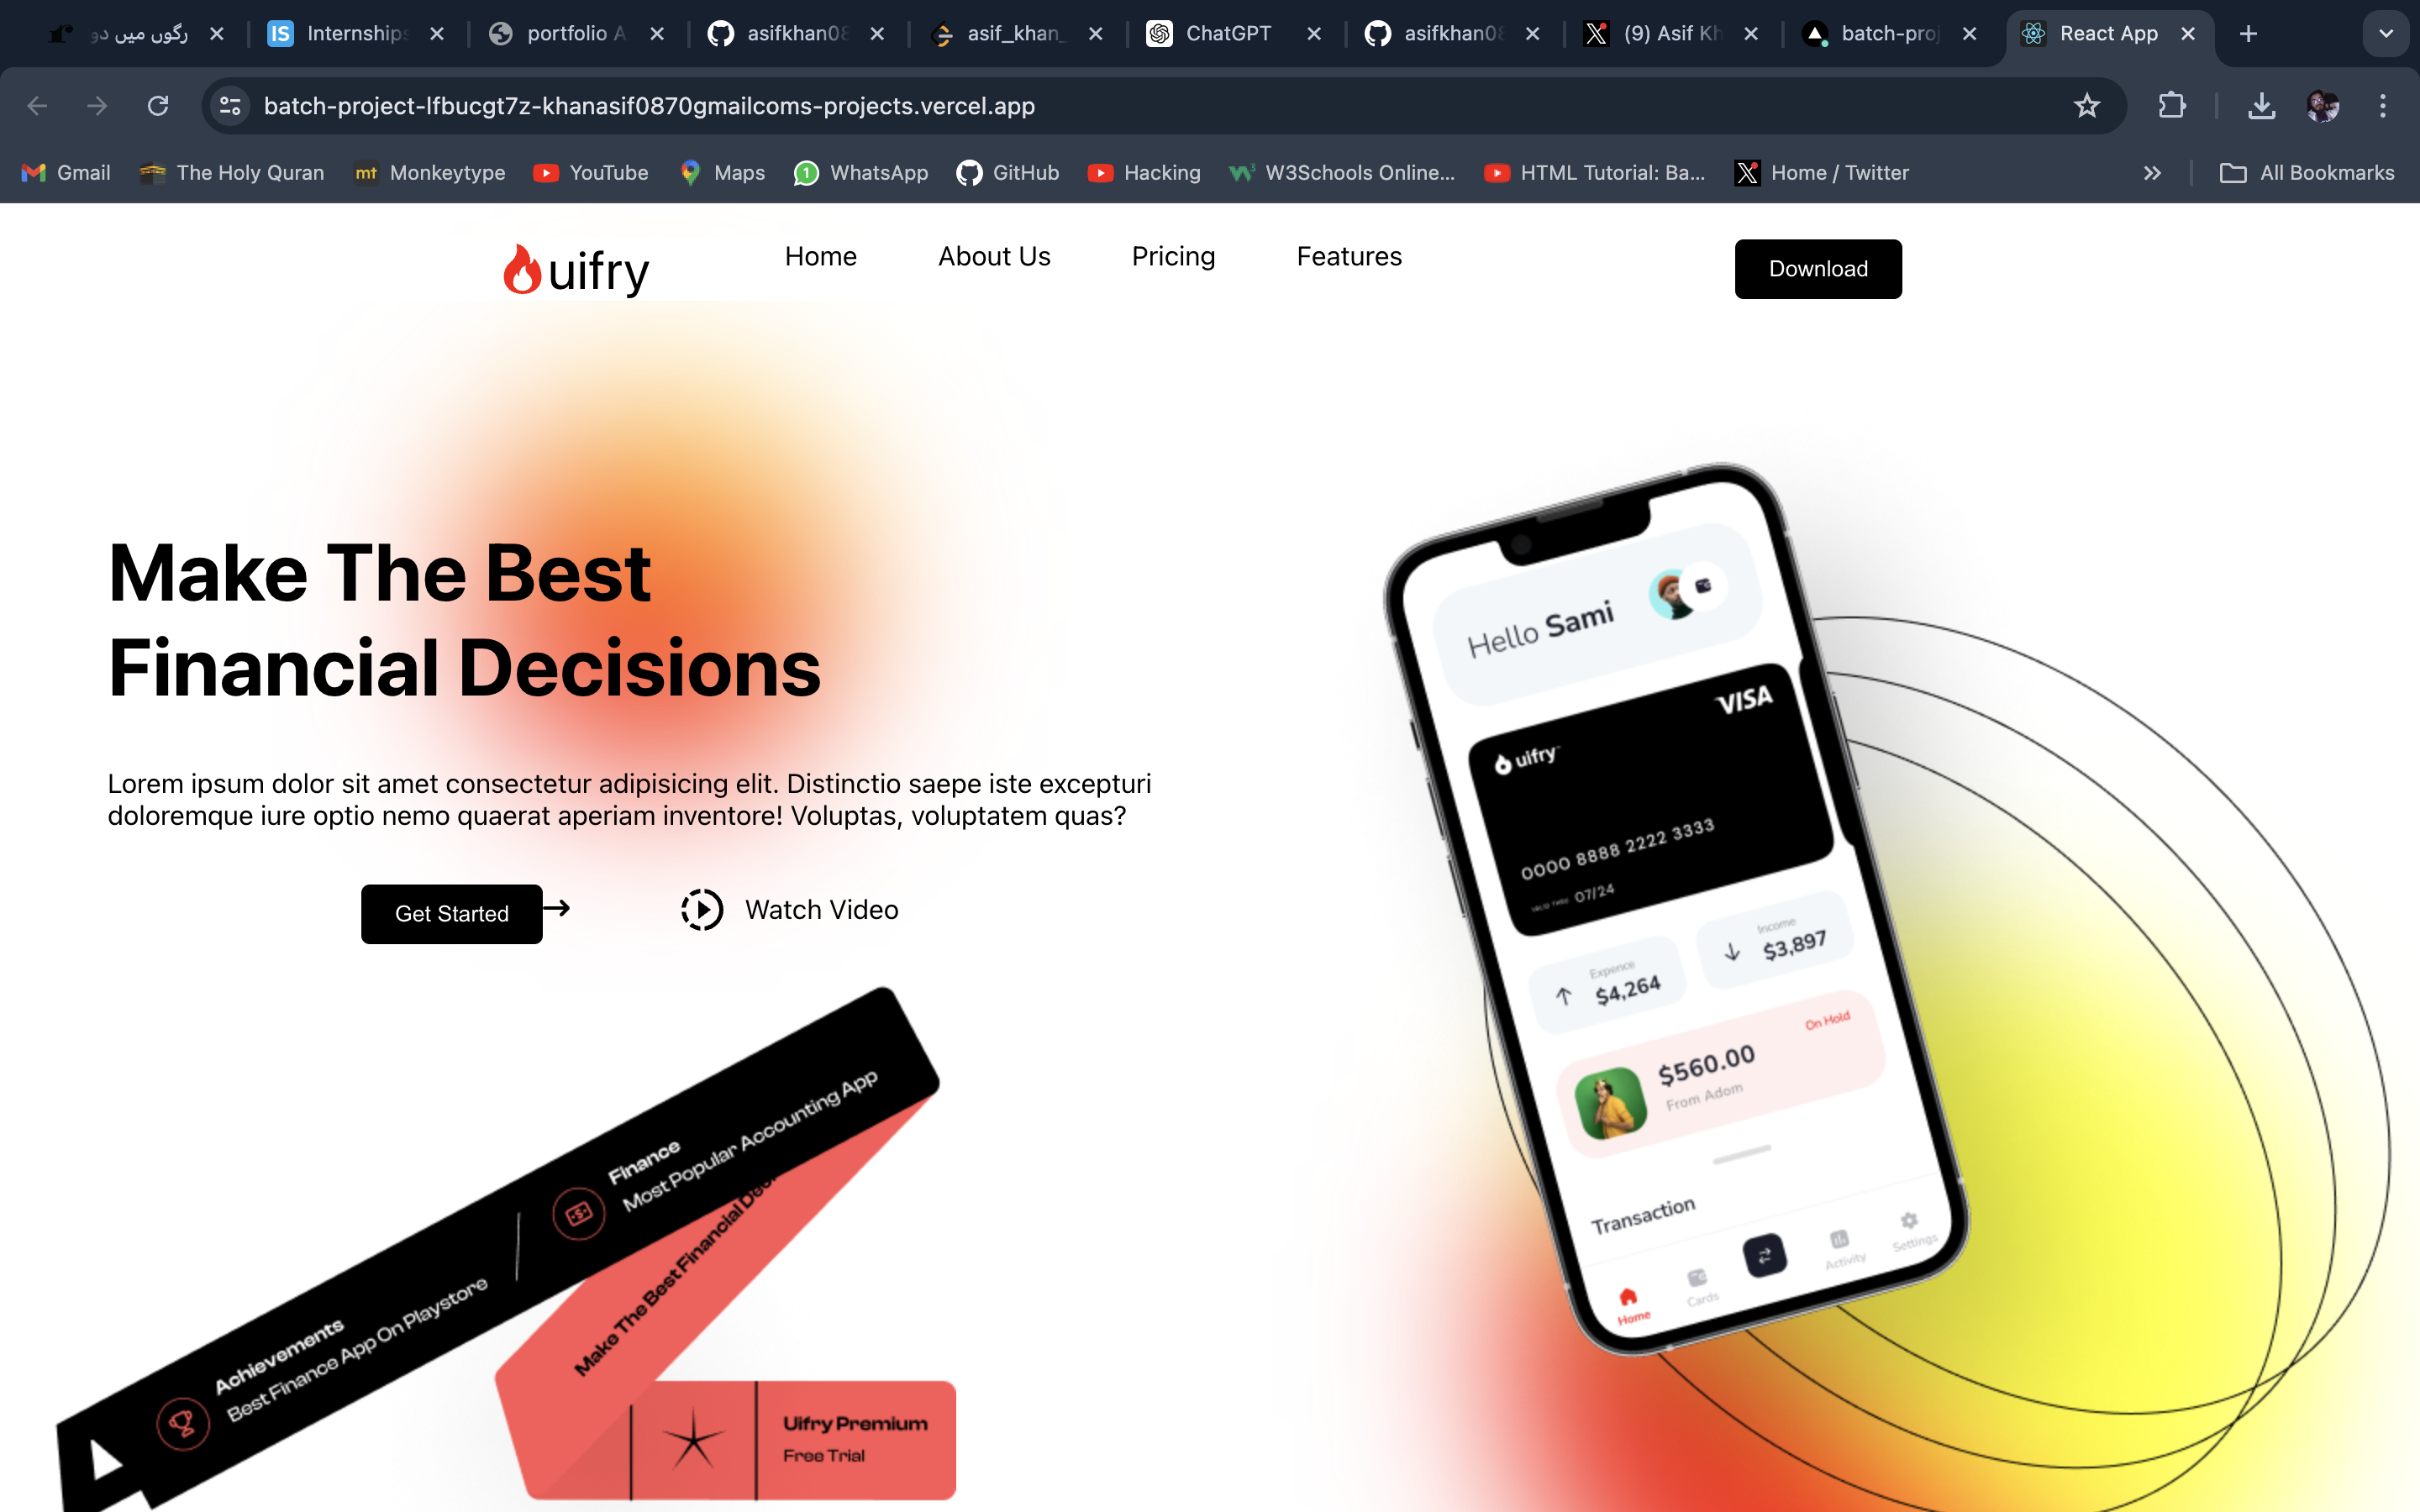 رگوں میں دو
Internships
portfolio A
asifkhan08
asif_khan_
ChatGPT
asifkhan08
(9) Asif Kh
batch-proj
React App
batch-project-lfbucgt7z-khanasif0870gmailcoms-projects.vercel.app
Gmail
The Holy Quran
mt Monkeytype
YouTube
Maps
1 WhatsApp
GitHub
Hacking
W3Schools Online...
HTML Tutorial: Ba...
Home / Twitter
All Bookmarks
uifry
Home
About Us
Pricing
Features
Download
Make The Best
Financial Decisions
Lorem ipsum dolor sit amet consectetur adipisicing elit. Distinctio saepe iste excepturi
doloremque iure optio nemo quaerat aperiam inventore! Voluptas, voluptatem quas?
Get Started
Watch Video
Achievements
Best Finance App On Playstore
Finance
Most Popular Accounting App
Make The Best Financial
Uifry Premium
Free Trial
Hello Sami
VISA
uifry
0000 8888 2222 3333
07/24
Expence
$4,264
Income
$3,897
On Hold
$560.00
From Adom
Transaction
Home
Cards
Activity
Settings